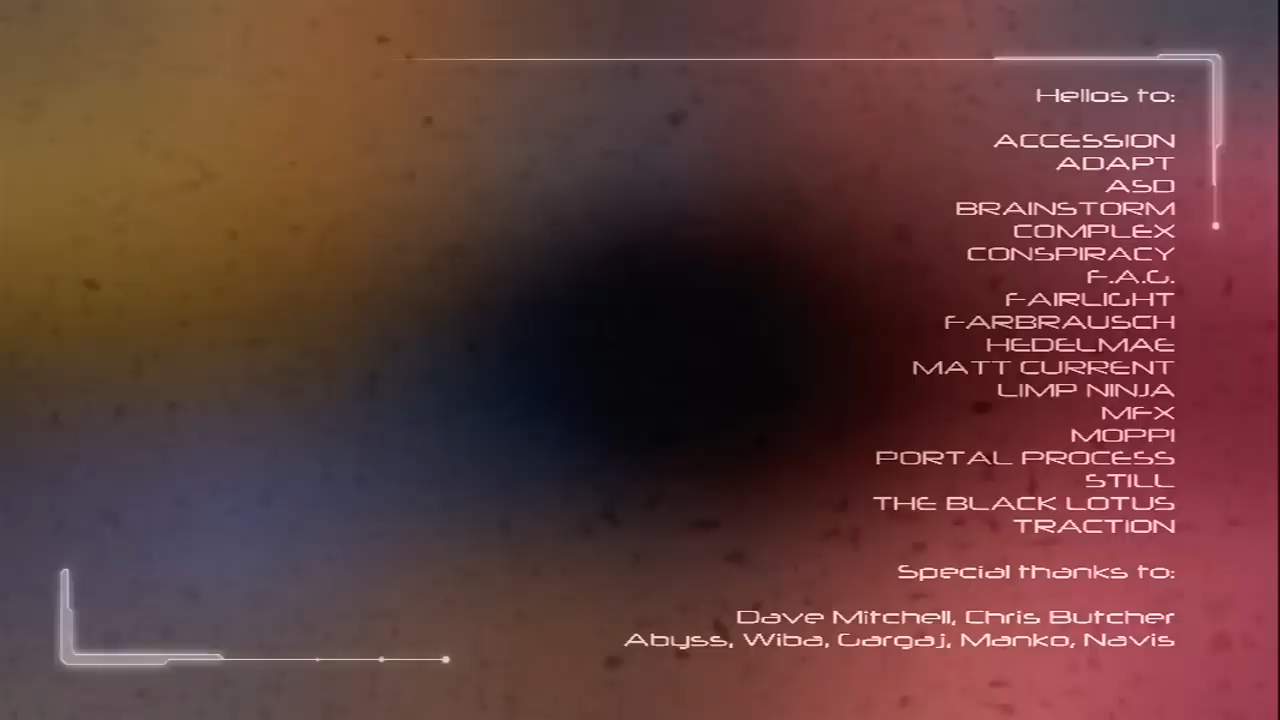 Hellos to:
ACCESSION
ADAPT
ASD
BRAINSTORM
COMPLEX
CONSPIRACY
F.A.G.
FAIRLIGHT
FARBRAUSCH
HEDELMAE
MATT CURRENT
LIMP NINJA
MFX
MOPPI
PORTAL PROCESS
STILL
THE BLACK LOTUS
TRACTION
Special thanks to:
Dave Mitchell, Chris Butcher
Abyss, Wiba, Gargaj, Manko, Navis